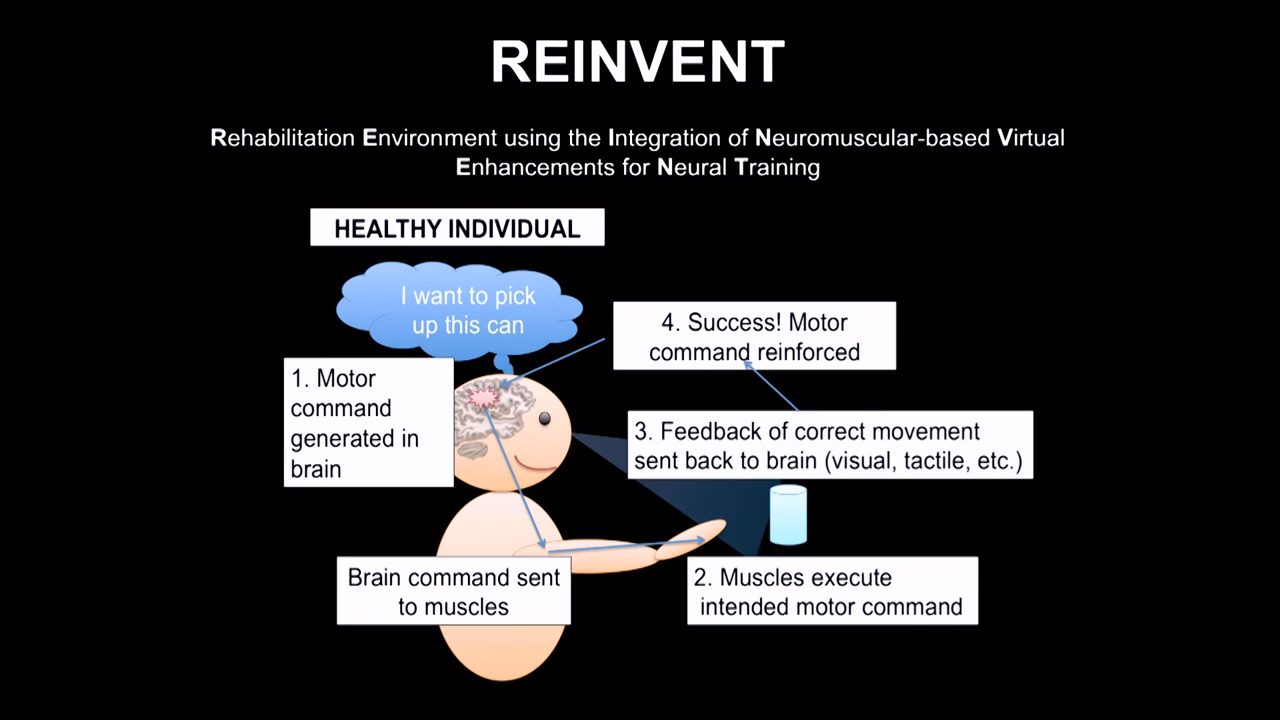 REINVENT
Rehabilitation Environment using the Integration of Neuromuscular-based Virtual
Enhancements for Neural Training
HEALTHY INDIVIDUAL
I want to pick
up this can
4. Success! Motor
command reinforced
1. Motor
command
generated in
brain
3. Feedback of correct movement
sent back to brain (visual, tactile, etc.)
Brain command sent
to muscles
2. Muscles execute
intended motor command